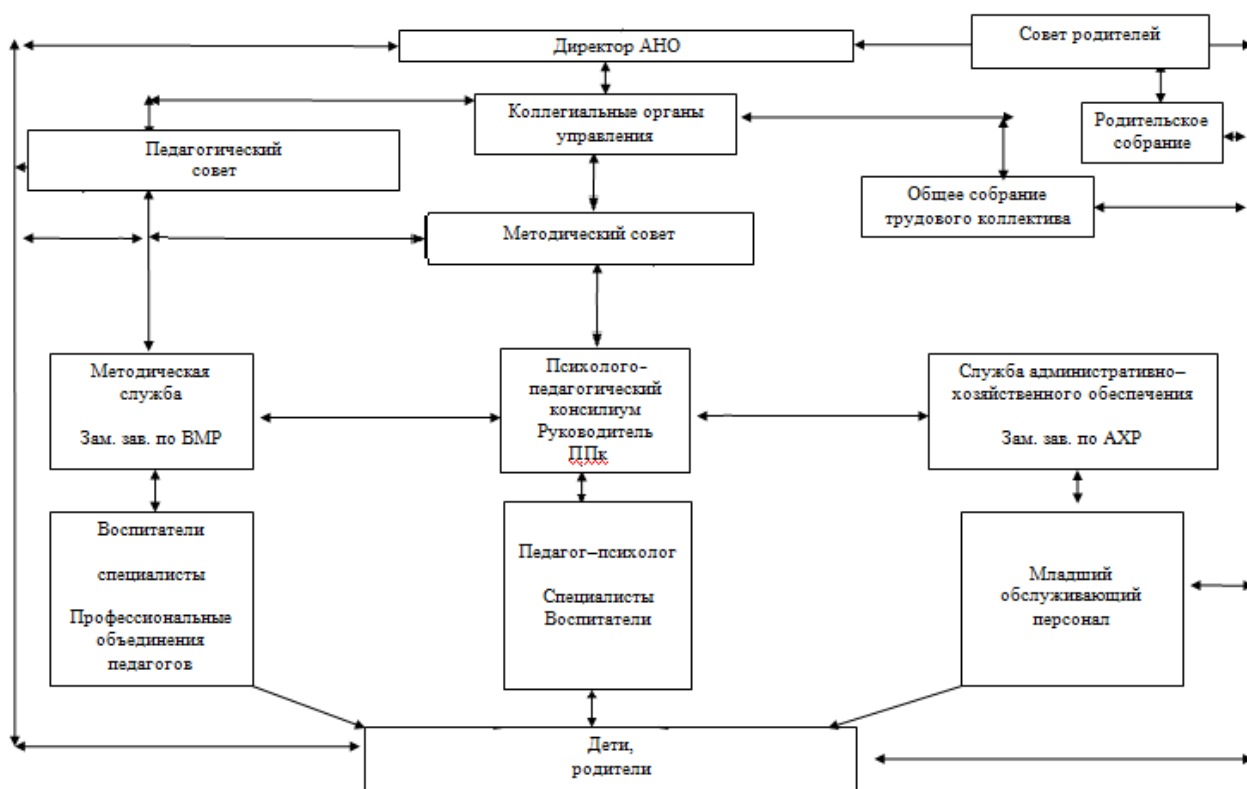 Директор АНО
Совет родителей
Коллегиальные органы
управления
Родительское
собрание
Педагогический
совет
Общее собрание
трудового коллектива
Методический совет
Методическая
служба
Зам. зав. по ВМР
Психолого-
педагогический
консилиум
Руководитель
ППк
Служба административно–
хозяйственного обеспечения
Зам. зав. по АХР
Воспитатели
специалисты
Профессиональные
объединения
педагогов
Педагог–психолог
Специалисты
Воспитатели
Младший
обслуживающий
персонал
Дети,
родители